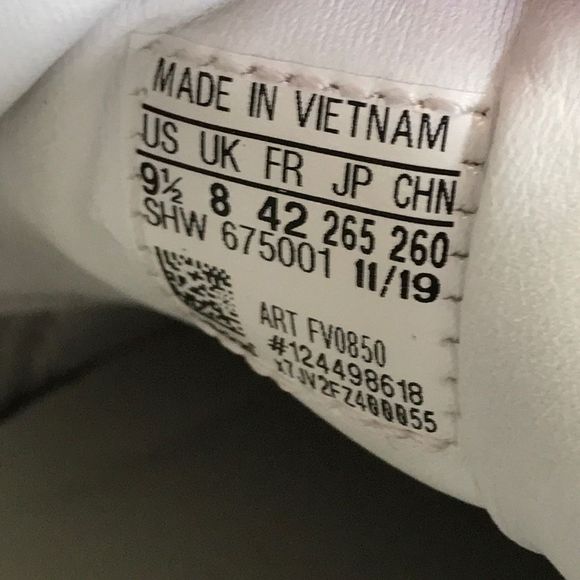 MADE IN VIETNAM
US UK FR JP CHN
9½ 8 42 265 260
SHW 675001 11/19
ART FV0850
#124498618
x7JV2FZ400055